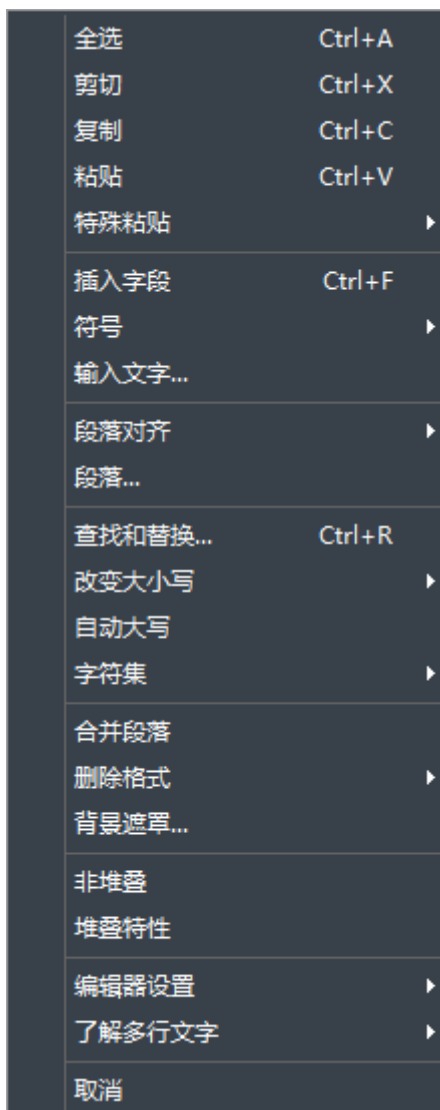 全选 Ctrl+A
剪切 Ctrl+X
复制 Ctrl+C
粘贴 Ctrl+V
特殊粘贴
插入字段 Ctrl+F
符号
输入文字...
段落对齐
段落...
查找和替换... Ctrl+R
改变大小写
自动大写
字符集
合并段落
删除格式
背景遮罩...
非堆叠
堆叠特性
编辑器设置
了解多行文字
取消